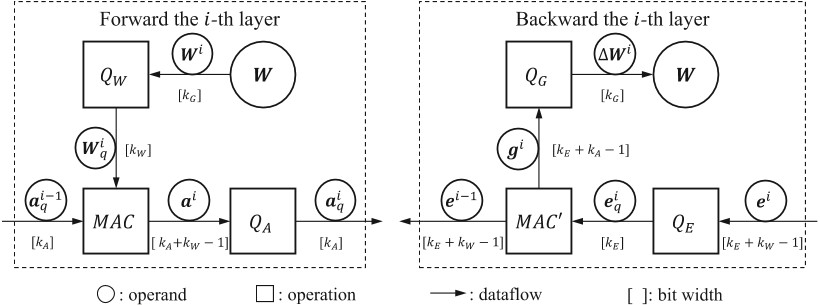 Forward the i-th layer
Q_W
W^i
W
[k_G]
W_q^i
[k_W]
a_q^{i-1}
MAC
a^i
Q_A
a_q^i
[k_A]
[k_A+k_W − 1]
[k_A]
Backward the i-th layer
Q_G
ΔW^i
W
[k_G]
g^i
[k_E + k_A − 1]
e^{i-1}
MAC′
e_q^i
Q_E
e^i
[k_E + k_W − 1]
[k_E]
[k_E + k_W − 1]
: operand
: operation
: dataflow
[ ]: bit width